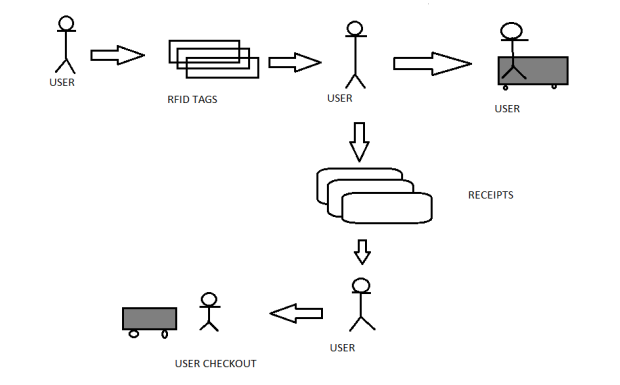 USER
RFID TAGS
USER
USER
RECEIPTS
USER
USER CHECKOUT